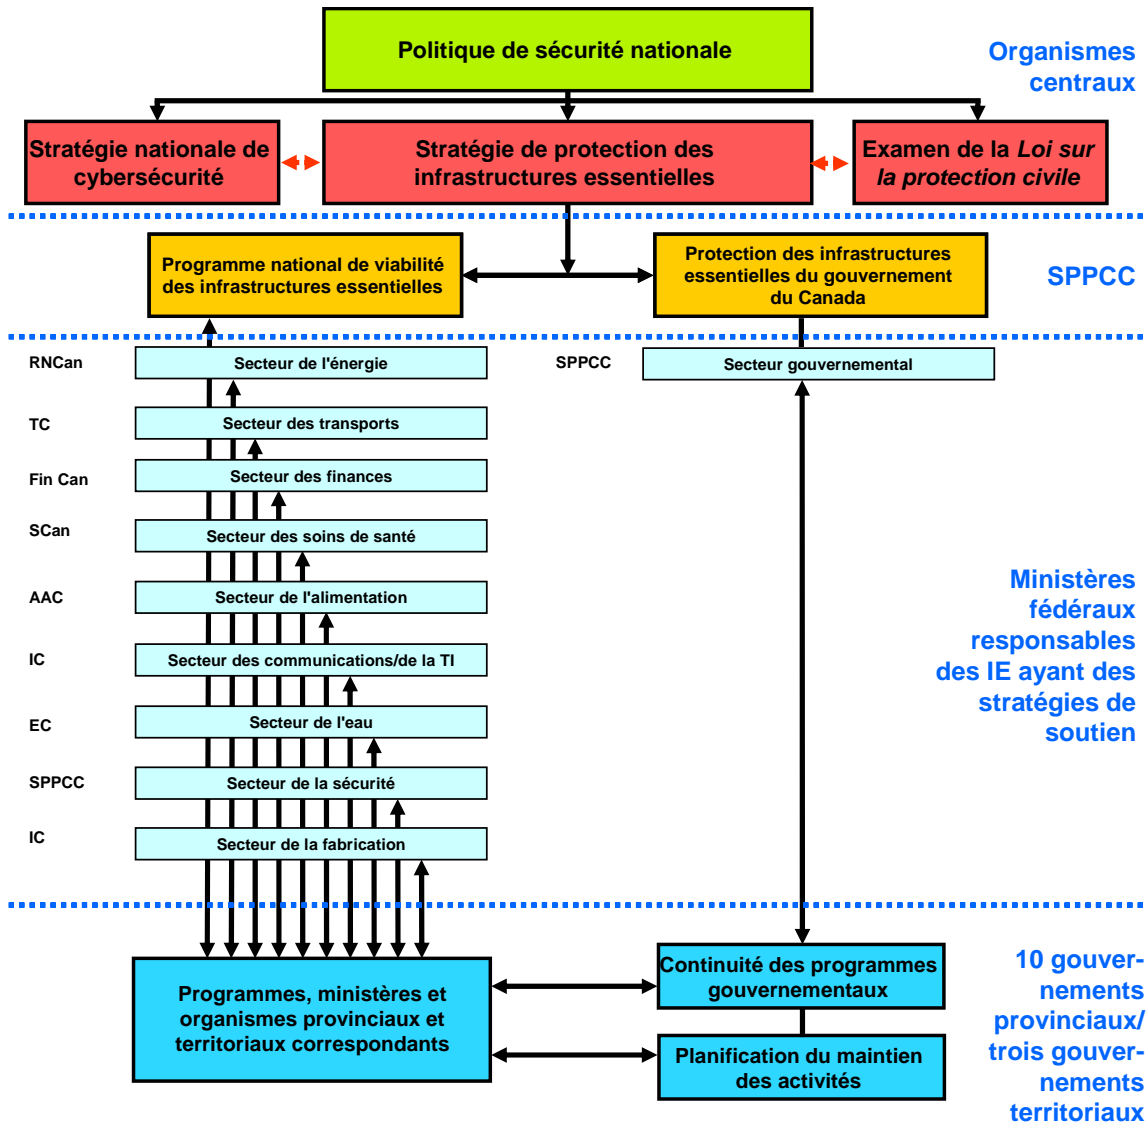 Politique de sécurité nationale
Organismes
centraux
Stratégie nationale de
cybersécurité
Stratégie de protection des
infrastructures essentielles
Examen de la Loi sur
la protection civile
Programme national de viabilité
des infrastructures essentielles
Protection des infrastructures
essentielles du gouvernement
du Canada
SPPCC
RNCan
Secteur de l'énergie
SPPCC
Secteur gouvernemental
TC
Secteur des transports
Fin Can
Secteur des finances
SCan
Secteur des soins de santé
AAC
Secteur de l'alimentation
IC
Secteur des communications/de la TI
EC
Secteur de l'eau
SPPCC
Secteur de la sécurité
IC
Secteur de la fabrication
Ministères
fédéraux
responsables
des IE ayant des
stratégies de
soutien
Programmes, ministères et
organismes provinciaux et
territoriaux correspondants
Continuité des programmes
gouvernementaux
Planification du maintien
des activités
10 gouver-
nements
provinciaux/
trois gouver-
nements
territoriaux